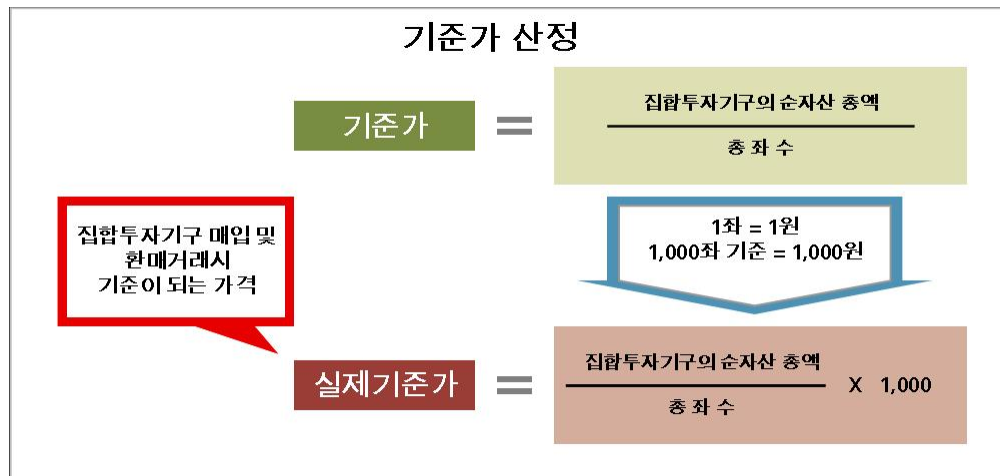 기준가 산정
기준가
=
집합투자기구의 순자산 총액
총 좌 수
집합투자기구 매입 및
환매거래시
기준이 되는 가격
1좌 = 1원
1,000좌 기준 = 1,000원
실제기준가
=
집합투자기구의 순자산 총액
총 좌 수
X 1,000